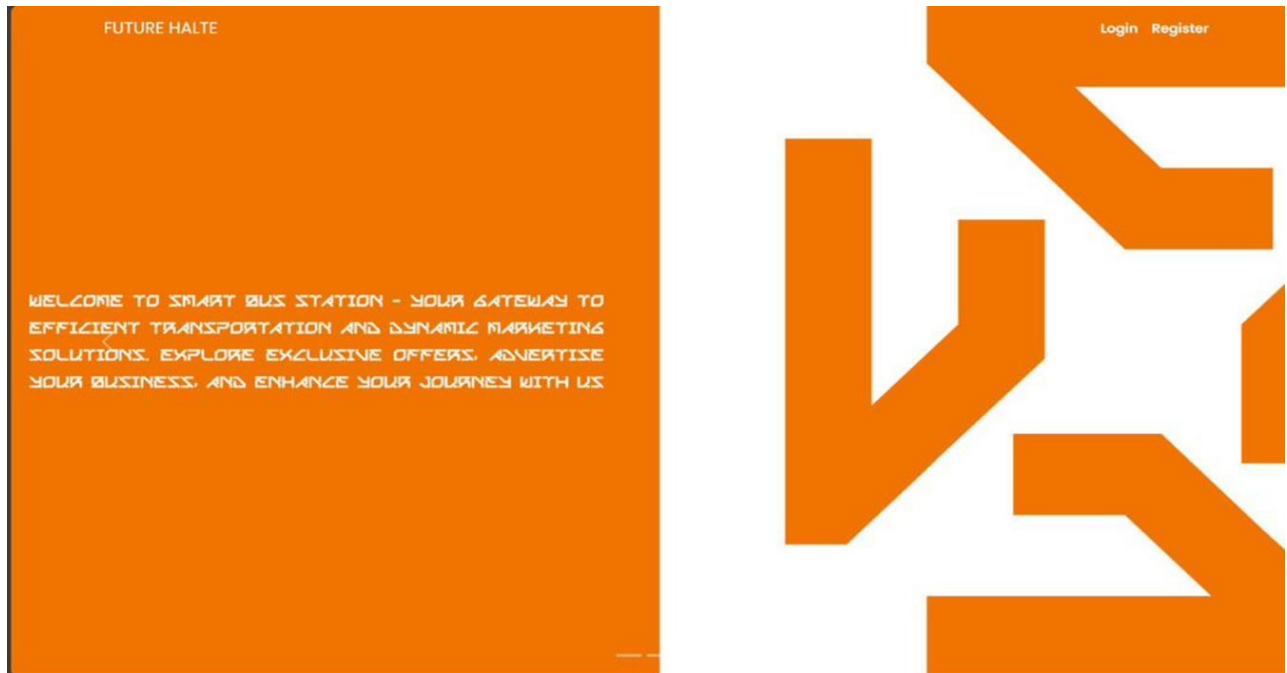 FUTURE HALTE
Login Register
WELCOME TO SMART BUS STATION - YOUR GATEWAY TO
EFFICIENT TRANSPORTATION AND DYNAMIC MARKETING
SOLUTIONS. EXPLORE EXCLUSIVE OFFERS, ADVERTISE
YOUR BUSINESS, AND ENHANCE YOUR JOURNEY WITH US